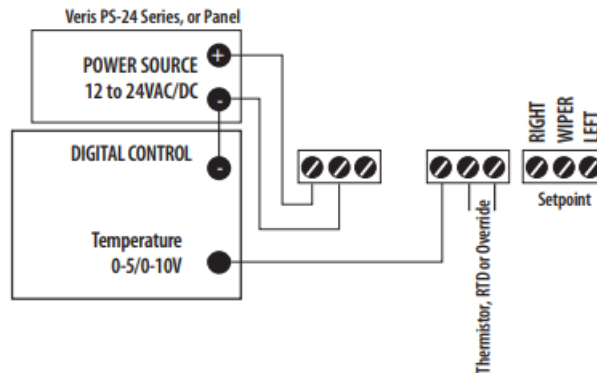 Veris PS-24 Series, or Panel
+
POWER SOURCE
12 to 24VAC/DC
-
DIGITAL CONTROL
-
Temperature
0-5/0-10V
Thermistor, RTD or Override
RIGHT
WIPER
LEFT
Setpoint